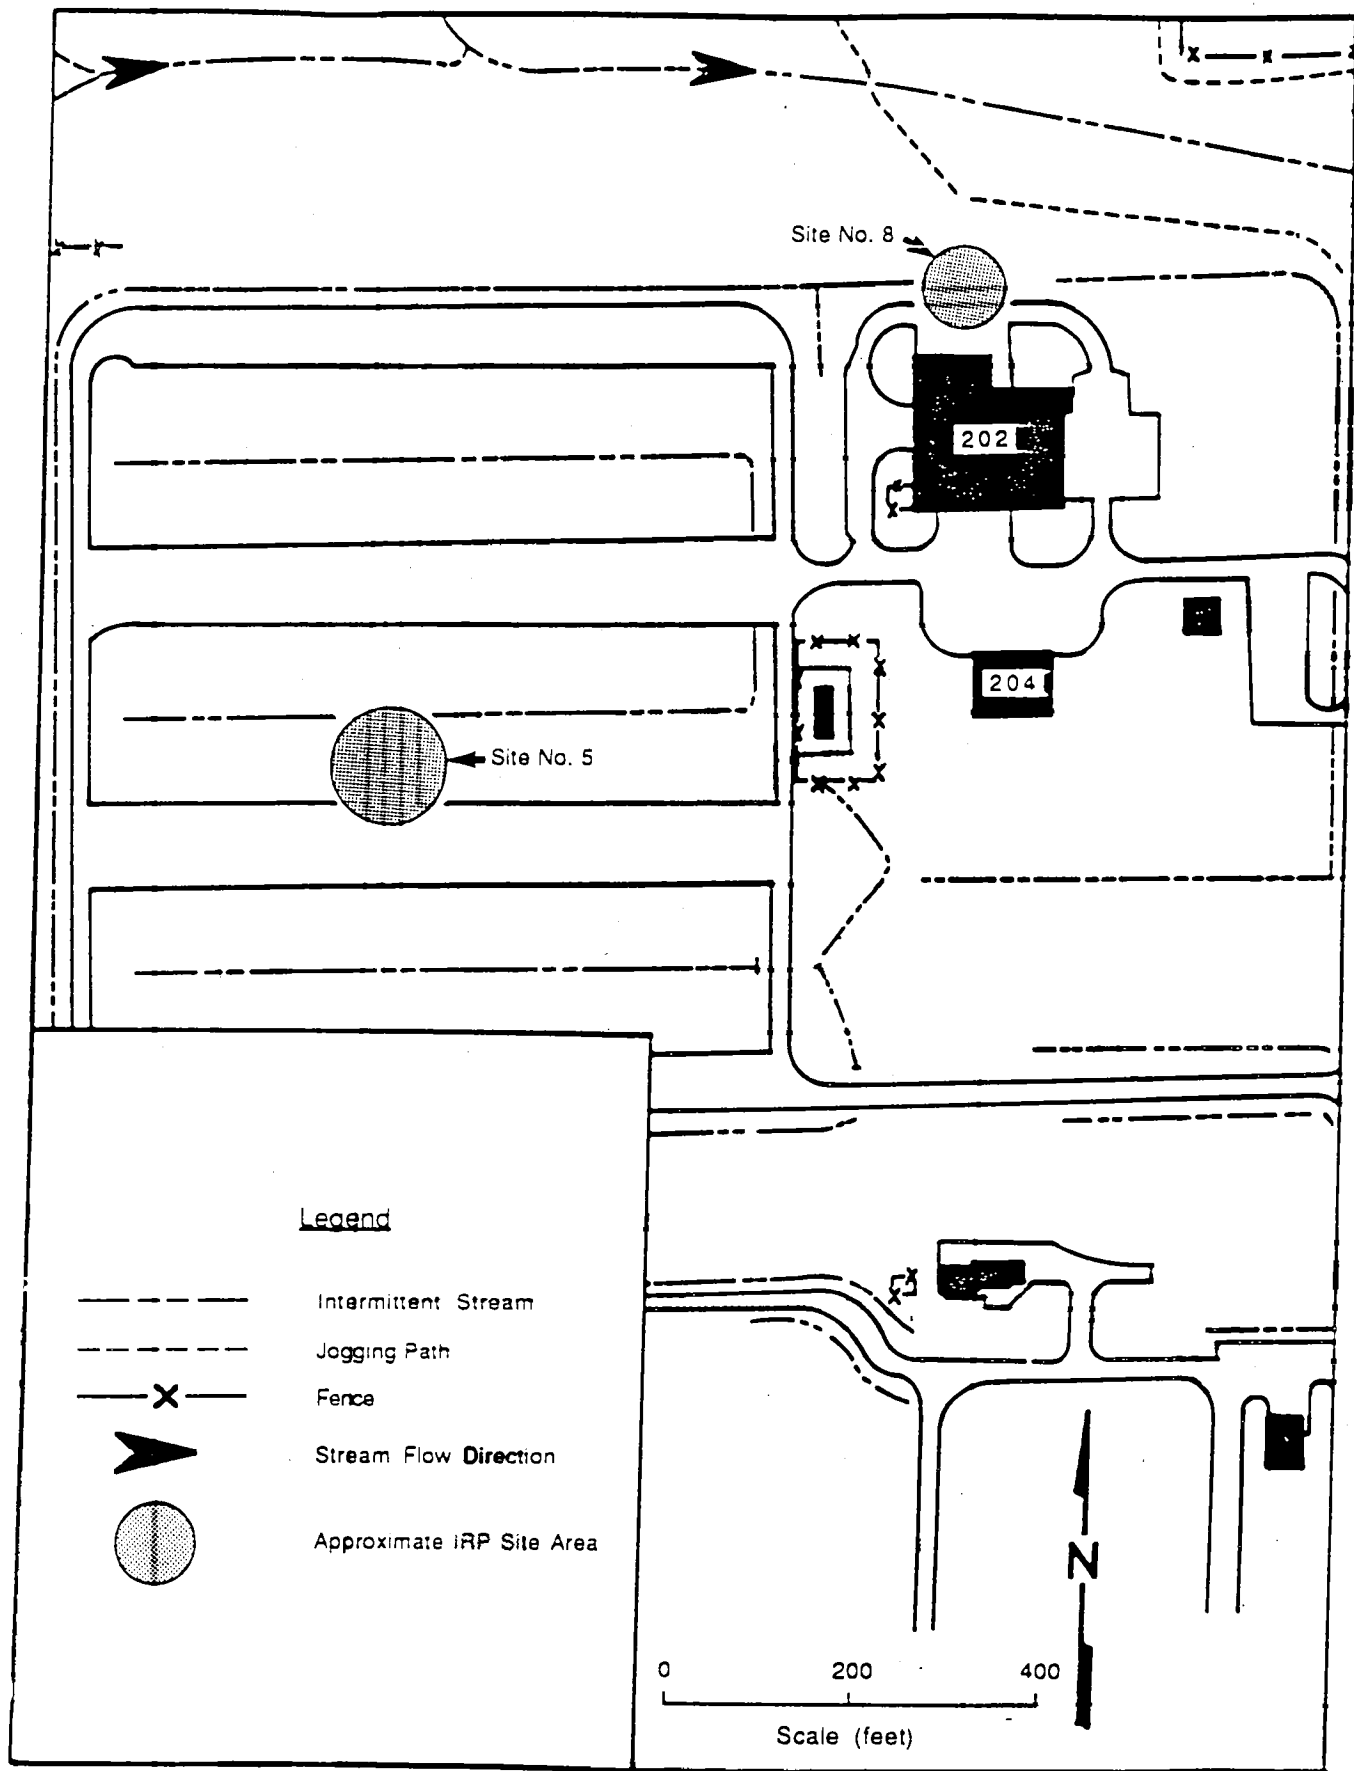 Site No. 8
202
204
Site No. 5
Legend
Intermittent Stream
Jogging Path
Fence
Stream Flow Direction
Approximate IRP Site Area
N
0 200 400
Scale (feet)